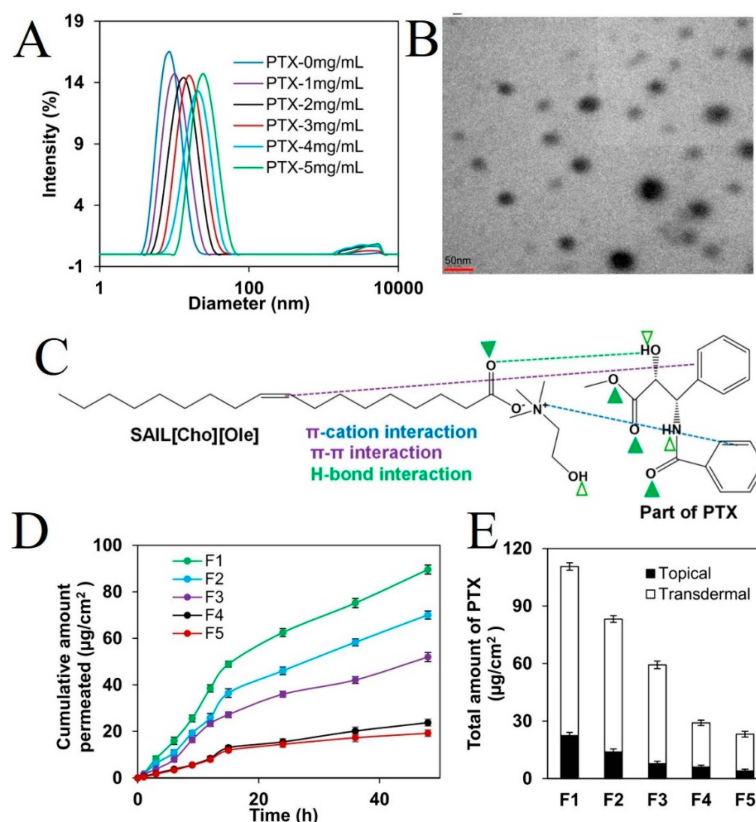 A
19
14
9
4
-1
Intensity (%)
PTX-0mg/mL
PTX-1mg/mL
PTX-2mg/mL
PTX-3mg/mL
PTX-4mg/mL
PTX-5mg/mL
1
100
10000
Diameter (nm)
B
50nm
C
O
HO
O
O
O-
N+
O
HN
OH
O
SAIL[Cho][Ole]
π-cation interaction
π-π interaction
H-bond interaction
Part of PTX
D
100
80
60
40
20
0
Cumulative amount
permeated (µg/cm²)
F1
F2
F3
F4
F5
0
20
40
Time (h)
E
120
90
60
30
0
Total amount of PTX
(µg/cm²)
Topical
Transdermal
F1 F2 F3 F4 F5